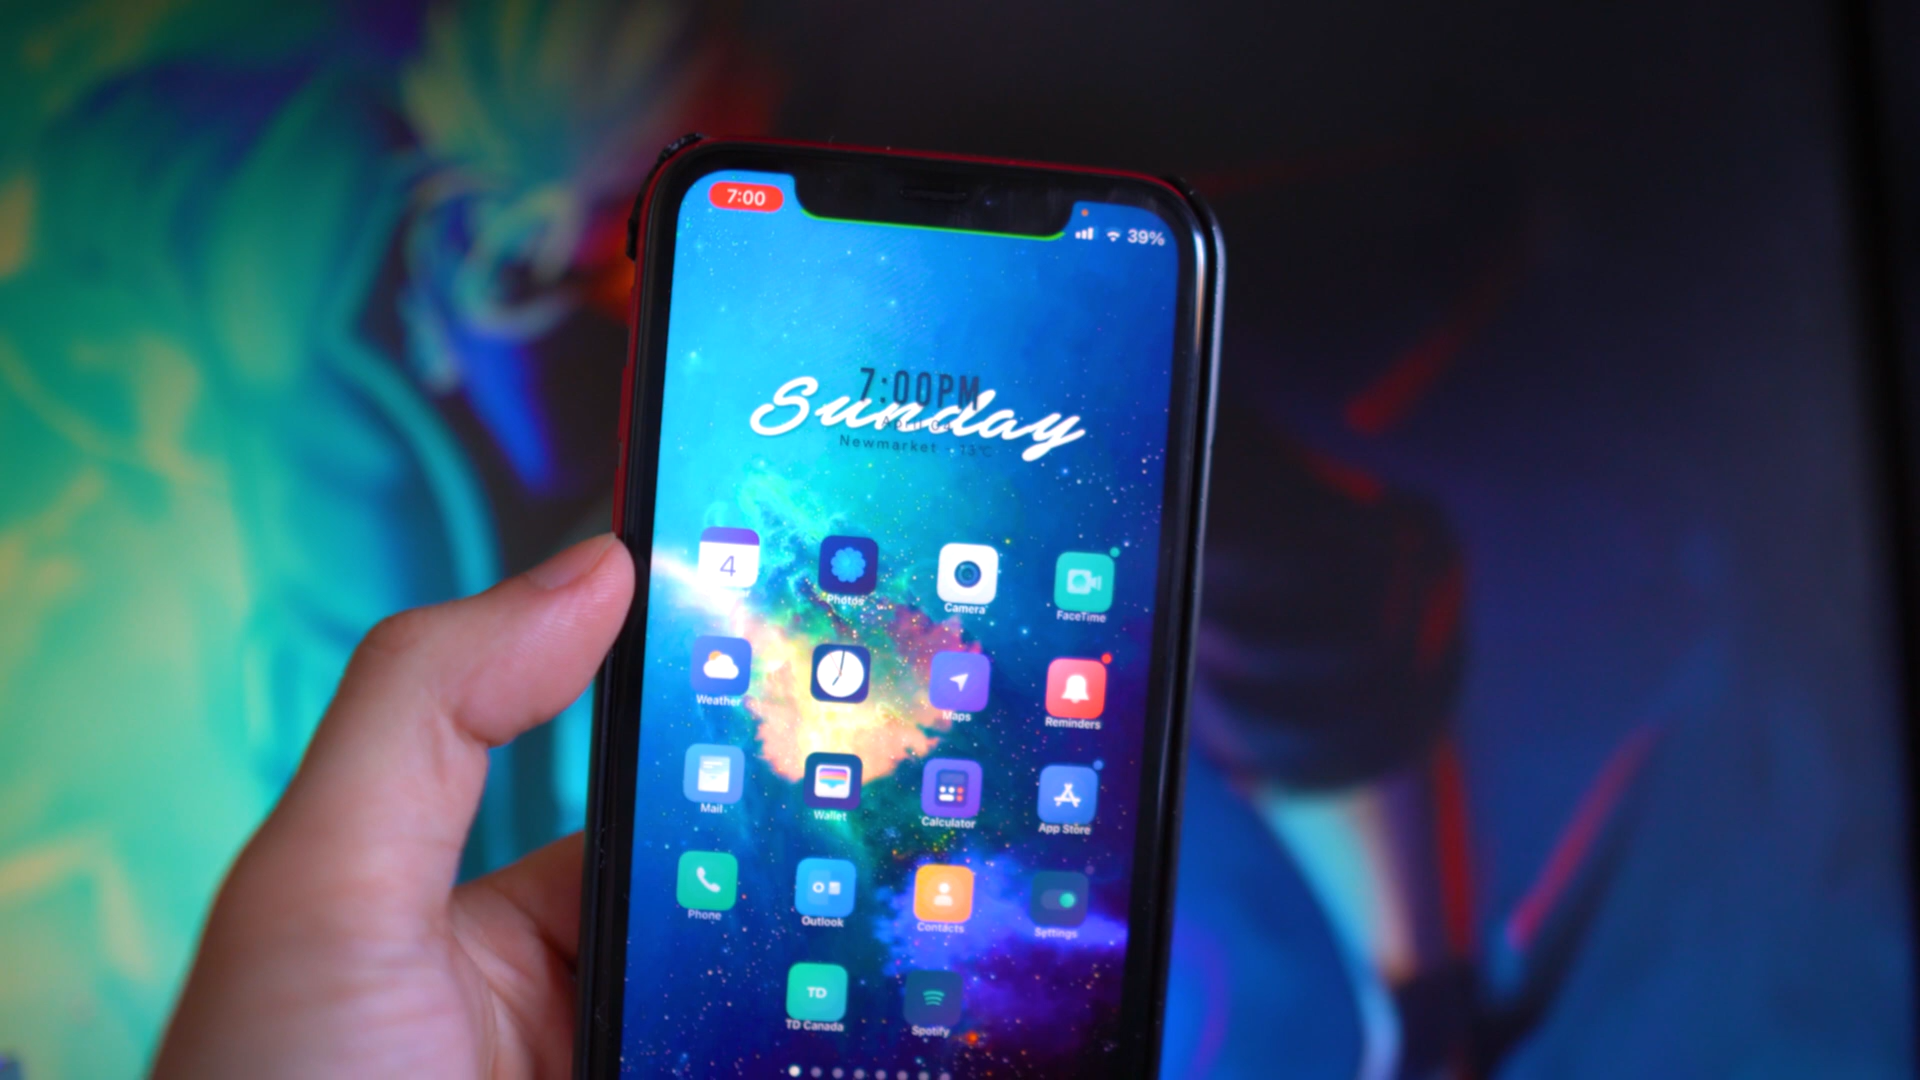 7:00
39%
7:00PM
Sunday
Newmarket - 13°C
4
Photos
Camera
FaceTime
Weather
Maps
Reminders
Mail
Wallet
Calculator
App Store
Phone
Outlook
Contacts
Settings
TD
TD Canada
Spotify